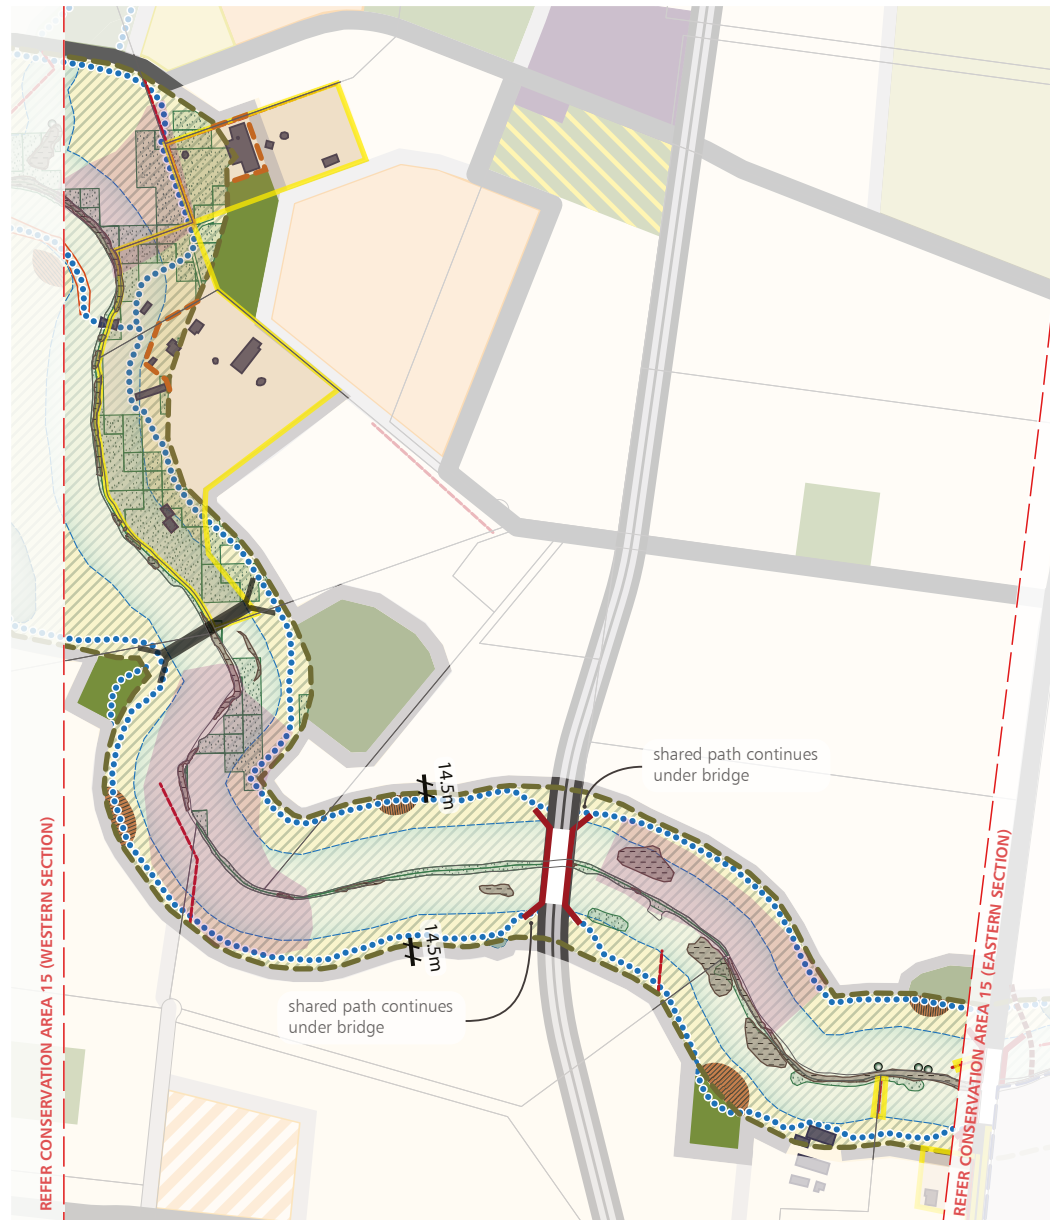 shared path continues
under bridge
14.5m
14.5m
shared path continues
under bridge
REFER CONSERVATION AREA 15 (WESTERN SECTION)
REFER CONSERVATION AREA 15 (EASTERN SECTION)